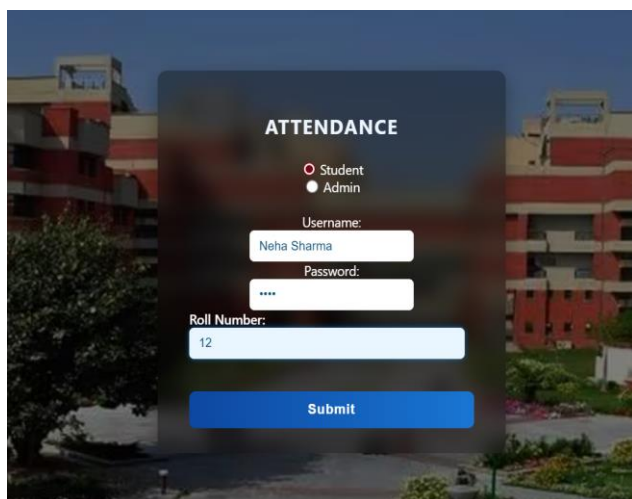 ATTENDANCE
Student
Admin
Username:
Neha Sharma
Password:
••••
Roll Number:
12
Submit